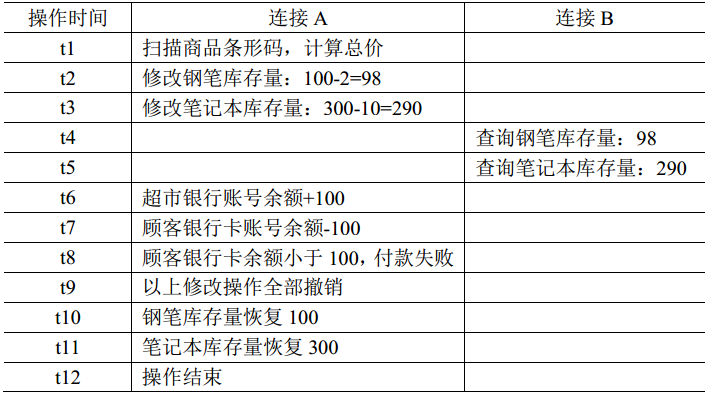 操作时间 连接 A 连接 B
t1 扫描商品条形码，计算总价
t2 修改钢笔库存量：100-2=98
t3 修改笔记本库存量：300-10=290
t4 查询钢笔库存量：98
t5 查询笔记本库存量：290
t6 超市银行账号余额+100
t7 顾客银行卡账号余额-100
t8 顾客银行卡余额小于 100，付款失败
t9 以上修改操作全部撤销
t10 钢笔库存量恢复 100
t11 笔记本库存量恢复 300
t12 操作结束